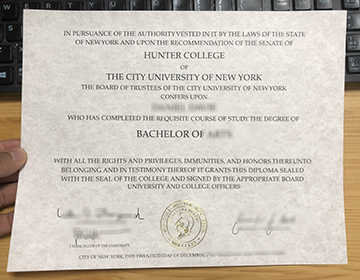 IN PURSUANCE OF THE AUTHORITY VESTED IN IT BY THE LAWS OF THE STATE
OF NEW YORK AND UPON THE RECOMMENDATION OF THE SENATE OF
HUNTER COLLEGE
OF
THE CITY UNIVERSITY OF NEW YORK
THE BOARD OF TRUSTEES OF THE CITY UNIVERSITY OF NEW YORK
CONFERS UPON
WHO HAS COMPLETED THE REQUISITE COURSE OF STUDY THE DEGREE
BACHELOR OF
WITH ALL THE RIGHTS AND PRIVILEGES, IMMUNITIES, AND HONORS THEREUNTO
BELONGING AND IN TESTIMONY THEREOF IT GRANTS THIS DIPLOMA SEALED
WITH THE SEAL OF THE COLLEGE AND SIGNED BY THE APPROPRIATE BOARD
UNIVERSITY AND COLLEGE OFFICERS
CHANCELLOR OF THE UNIVERSITY
CITY OF NEW YORK, THIS TWENTIETH DAY OF DECEMBER,